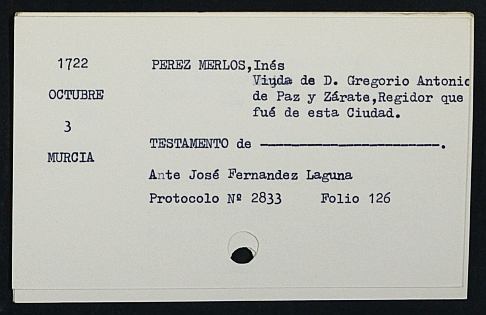 1722 PEREZ MERLOS,Inés
Viuda de D. Gregorio Antonio
OCTUBRE de Paz y Zárate,Regidor que
fué de esta Ciudad.
3
TESTAMENTO de ———————————————.
MURCIA
Ante José Fernandez Laguna
Protocolo Nº 2833 Folio 126